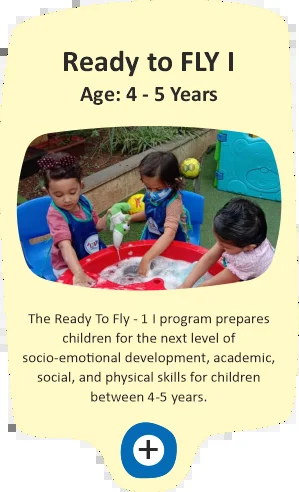 Ready to FLY I
Age: 4 - 5 Years
The Ready To Fly - 1 I program prepares
children for the next level of
socio-emotional development, academic,
social, and physical skills for children
between 4-5 years.